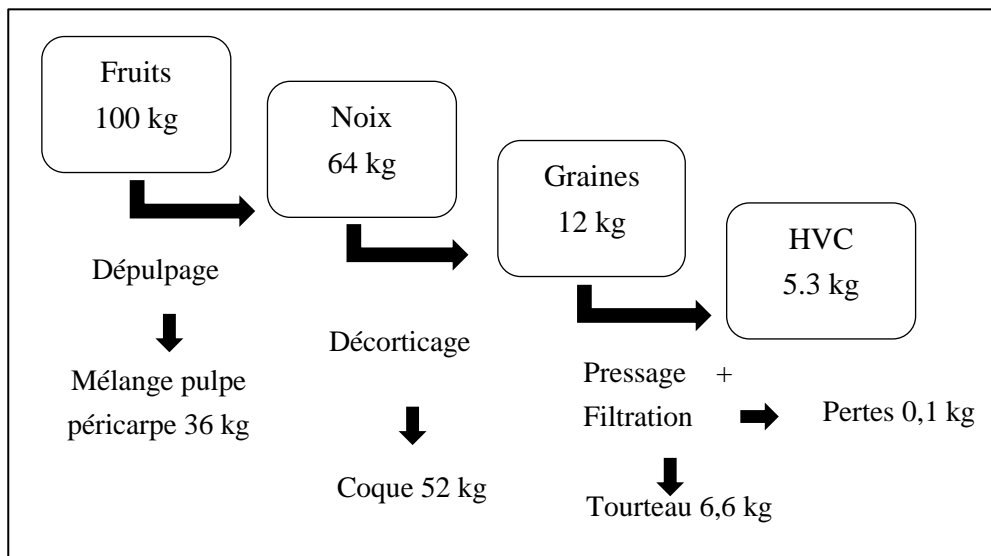 Fruits
100 kg
Noix
64 kg
Graines
12 kg
HVC
5.3 kg
Dépulpage
Mélange pulpe
péricarpe 36 kg
Décorticage
Coque 52 kg
Pressage +
Filtration
Pertes 0,1 kg
Tourteau 6,6 kg